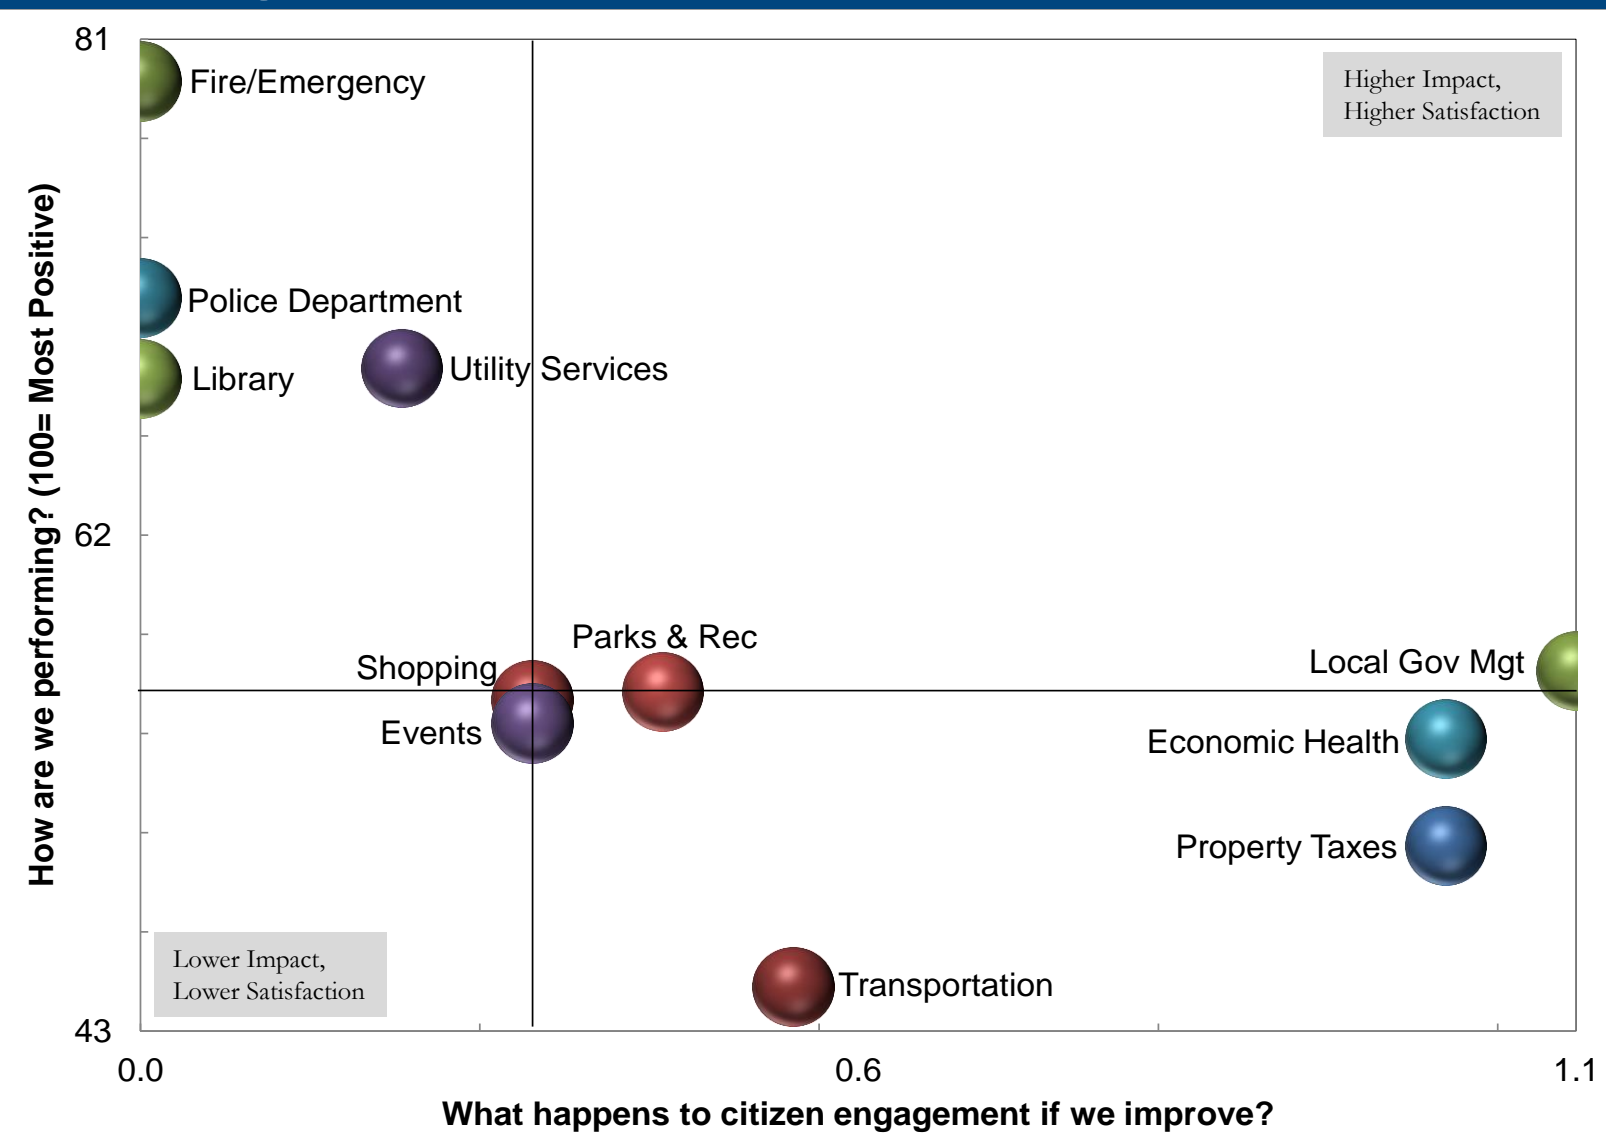 81
Fire/Emergency
Higher Impact,
Higher Satisfaction
Police Department
Library
Utility Services
How are we performing? (100= Most Positive)
62
Parks & Rec
Shopping
Local Gov Mgt
Events
Economic Health
Property Taxes
Lower Impact,
Lower Satisfaction
Transportation
43
0.0
0.6
1.1
What happens to citizen engagement if we improve?